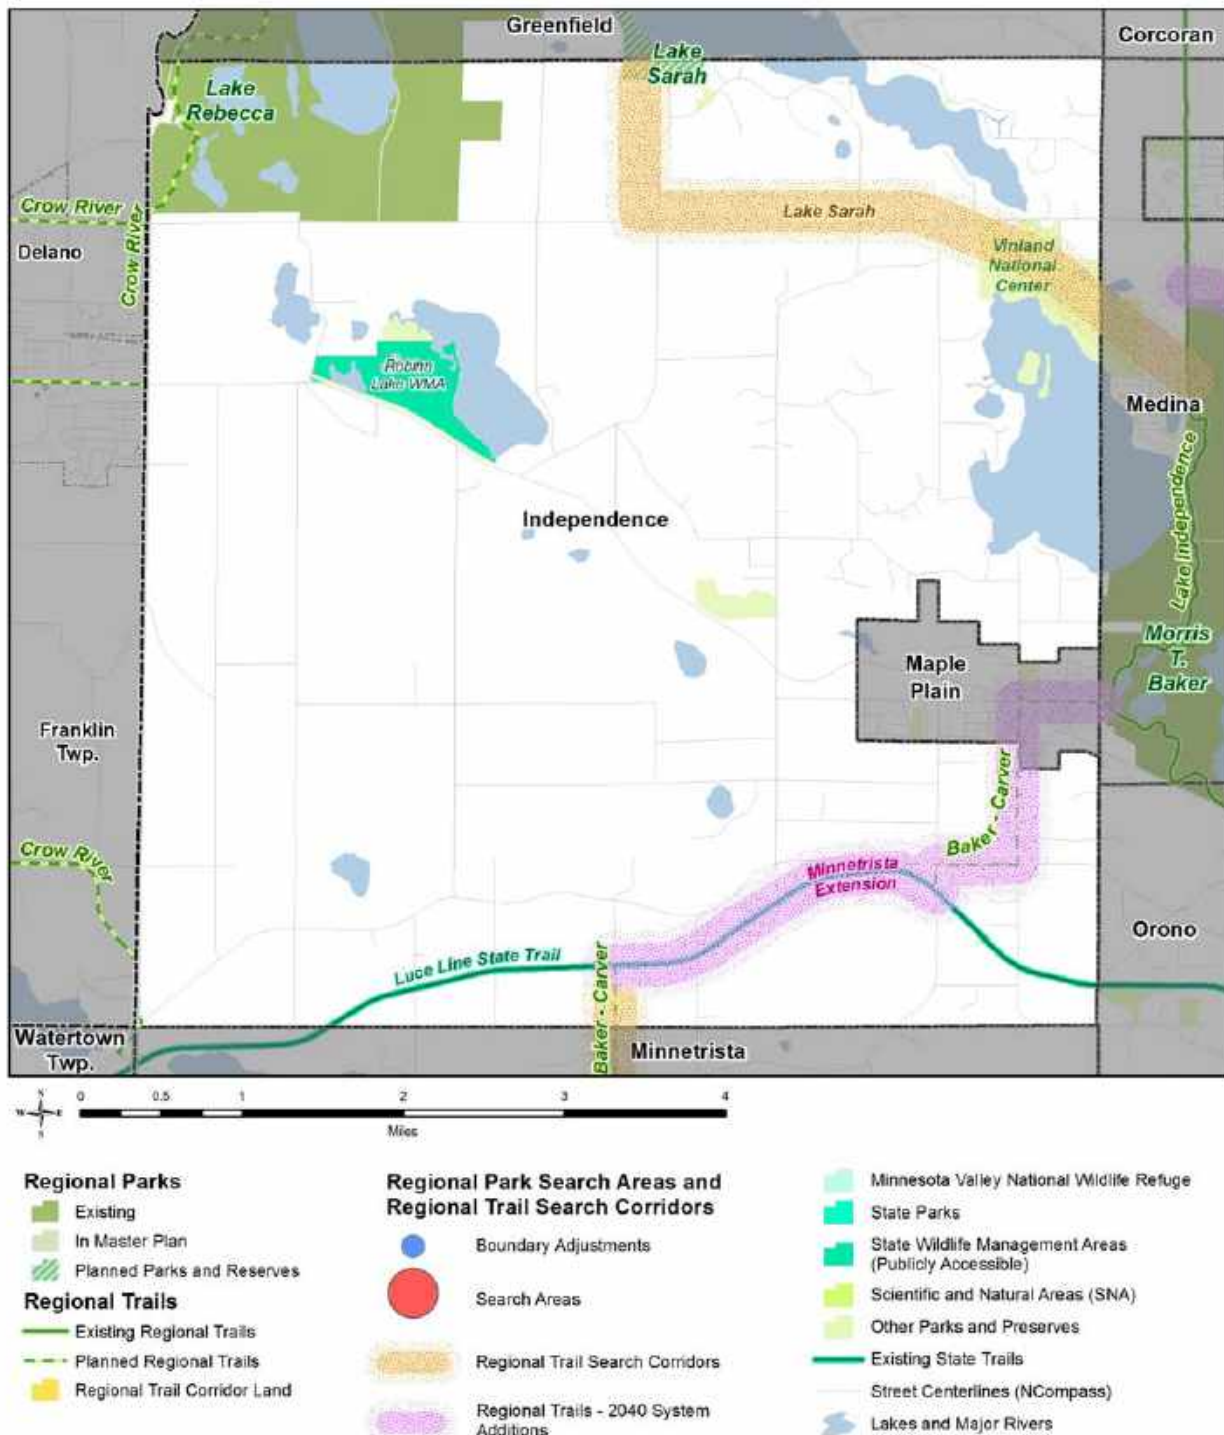 Greenfield
Corcoran
Lake
Sarah
Lake
Rebecca
Crow River
Crow River
Delano
Lake Sarah
Vinland
National
Center
Robina
Lake WMA
Medina
Lake Independence
Independence
Morris
T.
Baker
Maple
Plain
Franklin
Twp.
Baker - Carver
Crow River
Minnetrista
Extension
Orono
Luce Line State Trail
Baker - Carver
Watertown
Twp.
Minnetrista
N
W E
S
0 0.5 1 2 3 4
Miles
Regional Parks
Existing
In Master Plan
Planned Parks and Reserves
Regional Trails
Existing Regional Trails
Planned Regional Trails
Regional Trail Corridor Land
Regional Park Search Areas and
Regional Trail Search Corridors
Boundary Adjustments
Search Areas
Regional Trail Search Corridors
Regional Trails - 2040 System
Additions
Minnesota Valley National Wildlife Refuge
State Parks
State Wildlife Management Areas
(Publicly Accessible)
Scientific and Natural Areas (SNA)
Other Parks and Preserves
Existing State Trails
Street Centerlines (NCompass)
Lakes and Major Rivers